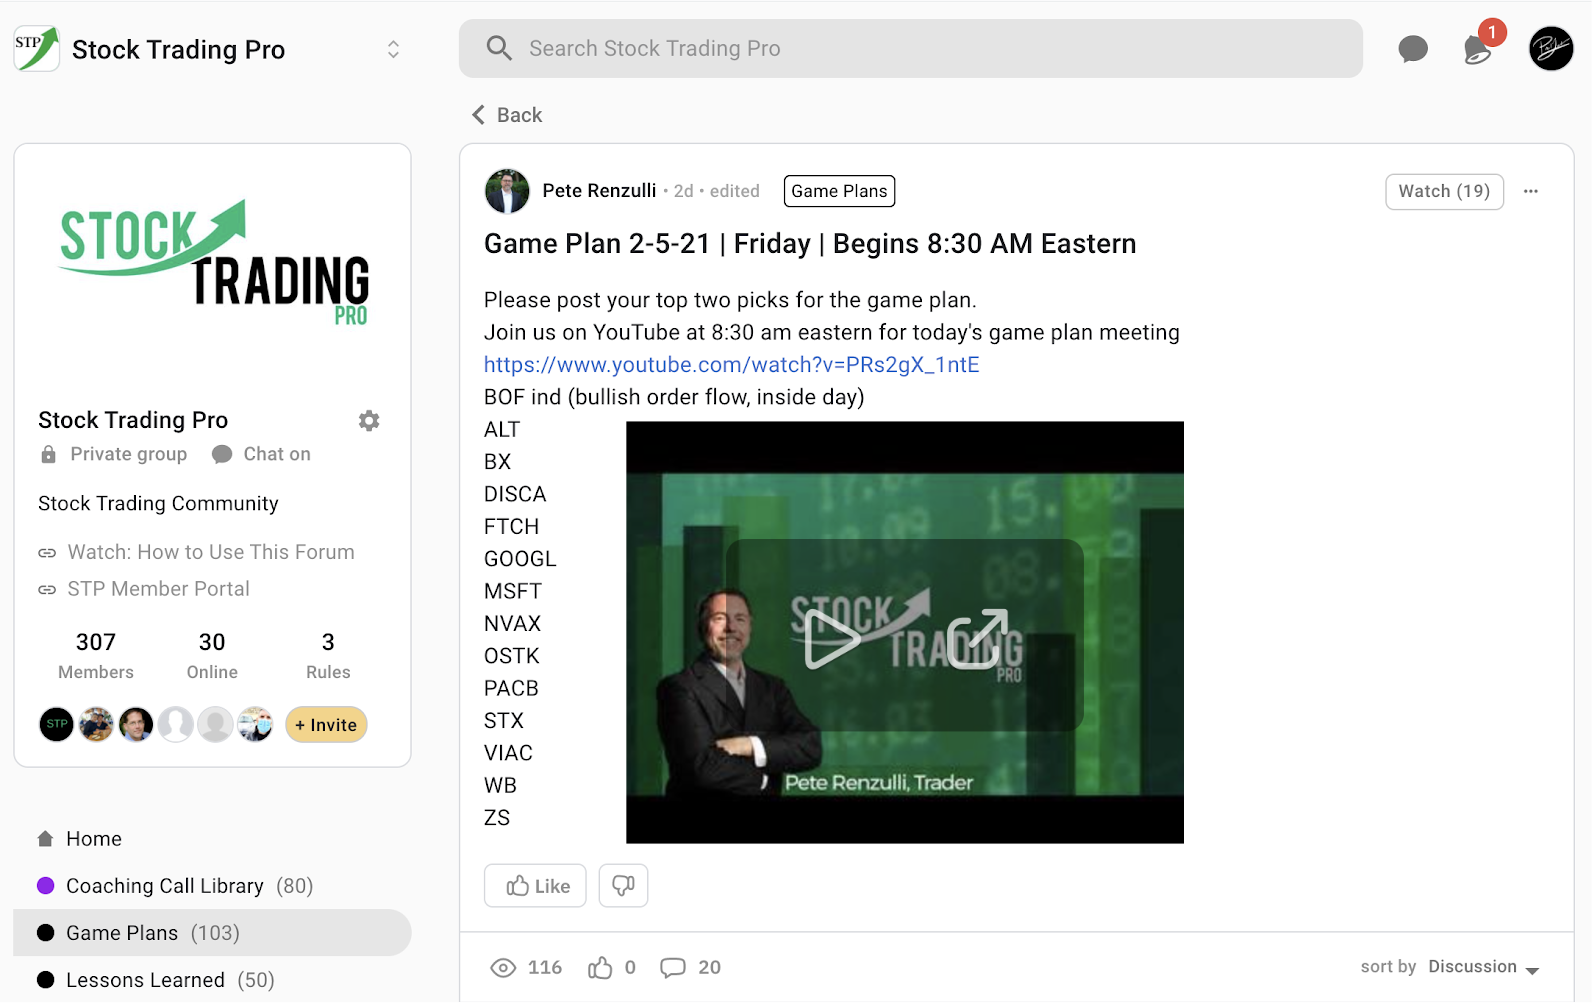 STP
Stock Trading Pro
Search Stock Trading Pro
1
Back
STOCK
TRADING
PRO
Stock Trading Pro
Private group
Chat on
Stock Trading Community
Watch: How to Use This Forum
STP Member Portal
307
30
3
Members
Online
Rules
STP
+ Invite
Home
Coaching Call Library (80)
Game Plans (103)
Lessons Learned (50)
Pete Renzulli • 2d • edited
Game Plans
Watch (19)
Game Plan 2-5-21 | Friday | Begins 8:30 AM Eastern
Please post your top two picks for the game plan.
Join us on YouTube at 8:30 am eastern for today's game plan meeting
https://www.youtube.com/watch?v=PRs2gX_1ntE
BOF ind (bullish order flow, inside day)
ALT
BX
DISCA
FTCH
GOOGL
MSFT
NVAX
OSTK
PACB
STX
VIAC
WB
ZS
STOCK
TRADING
PRO
Pete Renzulli, Trader
Like
116
0
20
sort by Discussion